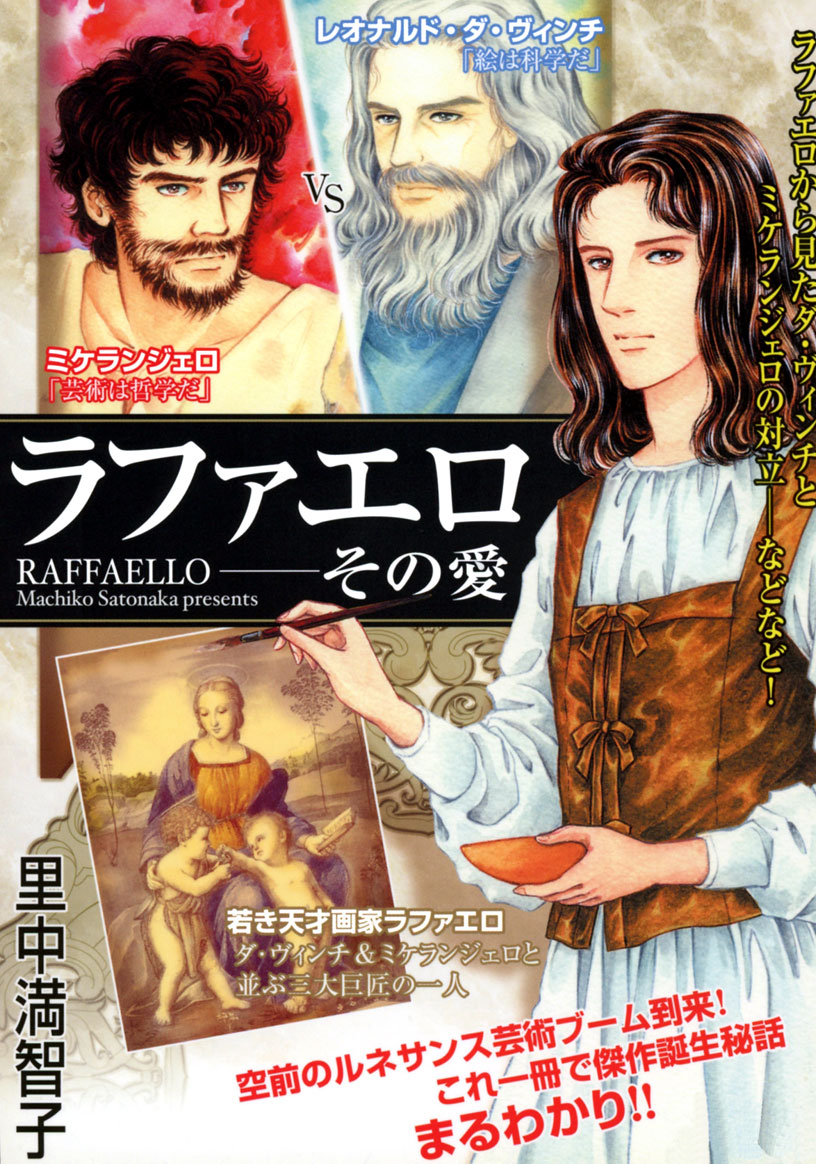 レオナルド・ダ・ヴィンチ
「絵は科学だ」
VS
ミケランジェロ
「芸術は哲学だ」
ラファエロから見たダ・ヴィンチと
ミケランジェロの対立――などなど!
ラファエロ
RAFFAELLO――その愛
Machiko Satonaka presents
若き天才画家ラファエロ
ダ・ヴィンチ&ミケランジェロと
並ぶ三大巨匠の一人
里中満智子
空前のルネサンス芸術ブーム到来!
これ一冊で傑作誕生秘話
まるわかり!!